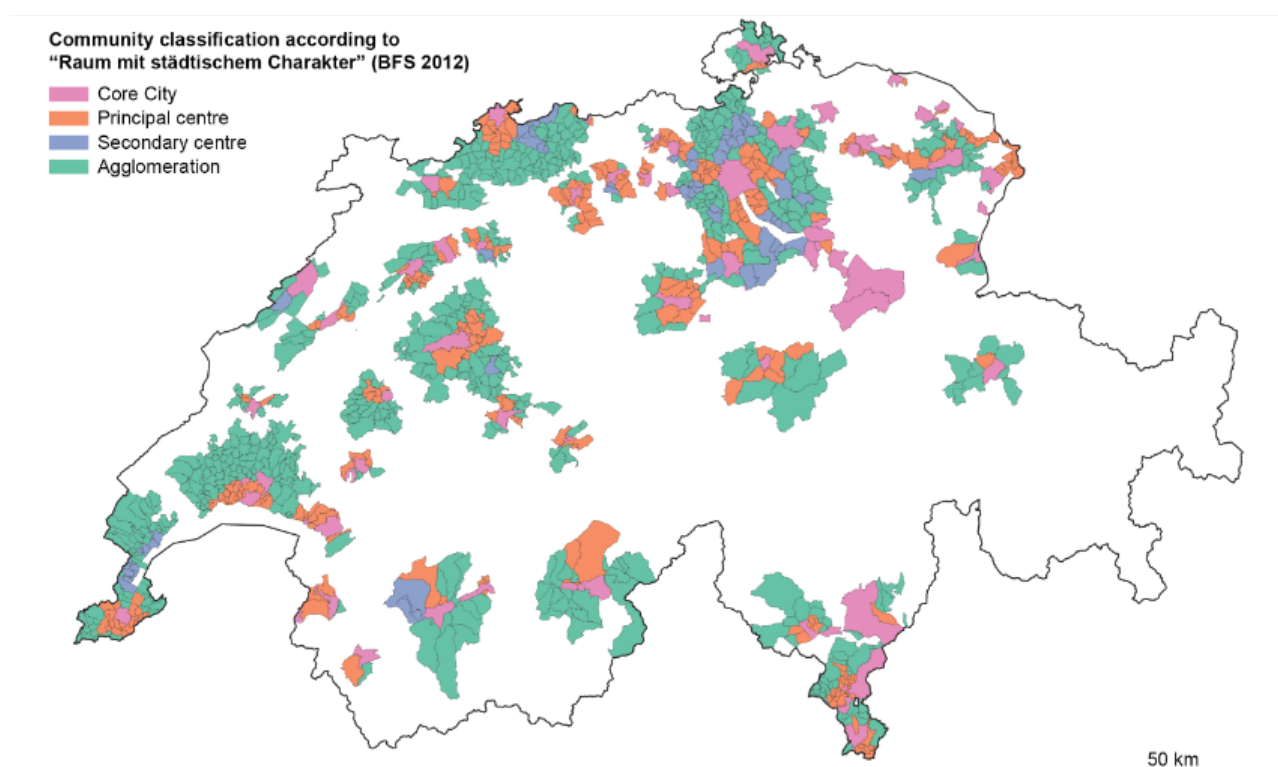 Community classification according to
“Raum mit städtischem Charakter” (BFS 2012)
Core City
Principal centre
Secondary centre
Agglomeration
50 km